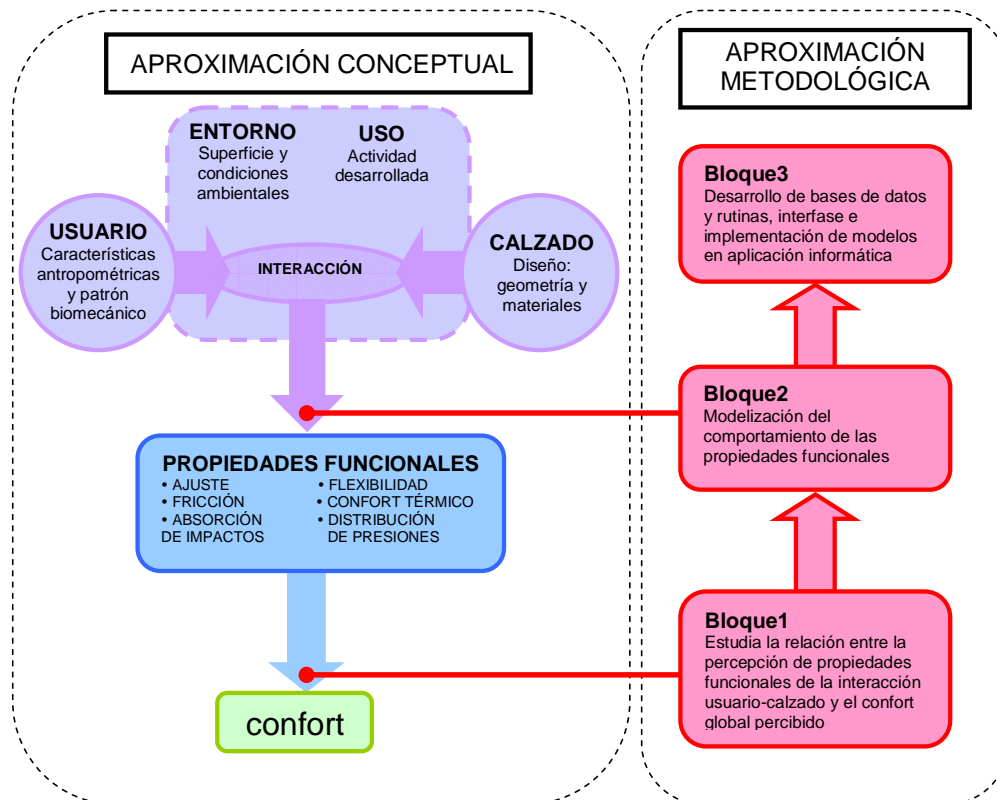 APROXIMACIÓN CONCEPTUAL
ENTORNO
Superficie y
condiciones
ambientales
USO
Actividad
desarrollada
USUARIO
Características
antropométricas
y patrón
biomecánico
INTERACCIÓN
CALZADO
Diseño:
geometría y
materiales
PROPIEDADES FUNCIONALES
• AJUSTE
• FRICCIÓN
• ABSORCIÓN
DE IMPACTOS
• FLEXIBILIDAD
• CONFORT TÉRMICO
• DISTRIBUCIÓN
DE PRESIONES
confort
APROXIMACIÓN
METODOLÓGICA
Bloque3
Desarrollo de bases de datos
y rutinas, interfase e
implementación de modelos
en aplicación informática
Bloque2
Modelización del
comportamiento de las
propiedades funcionales
Bloque1
Estudia la relación entre la
percepción de propiedades
funcionales de la interacción
usuario-calzado y el confort
global percibido